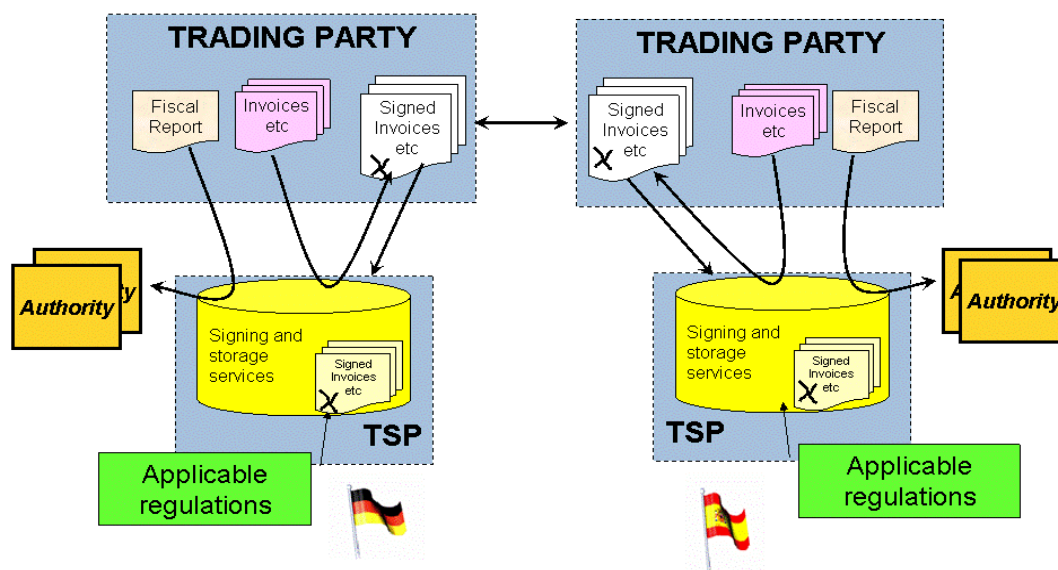 TRADING PARTY
Fiscal
Report
Invoices
etc
Signed
Invoices
etc
TRADING PARTY
Signed
Invoices
etc
Invoices
etc
Fiscal
Report
Authority
Signing and
storage
services
Signed
Invoices
etc
TSP
Applicable
regulations
Signing and
storage
services
Signed
Invoices
etc
TSP
Applicable
regulations
Authority